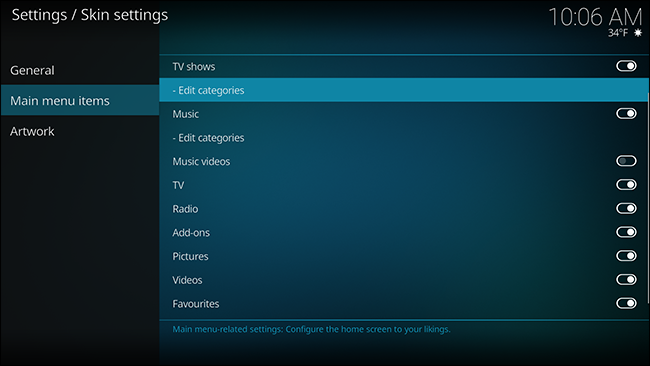 Settings / Skin settings
10:06 AM
34°F
General
Main menu items
Artwork
TV shows
- Edit categories
Music
- Edit categories
Music videos
TV
Radio
Add-ons
Pictures
Videos
Favourites
Main menu-related settings: Configure the home screen to your likings.